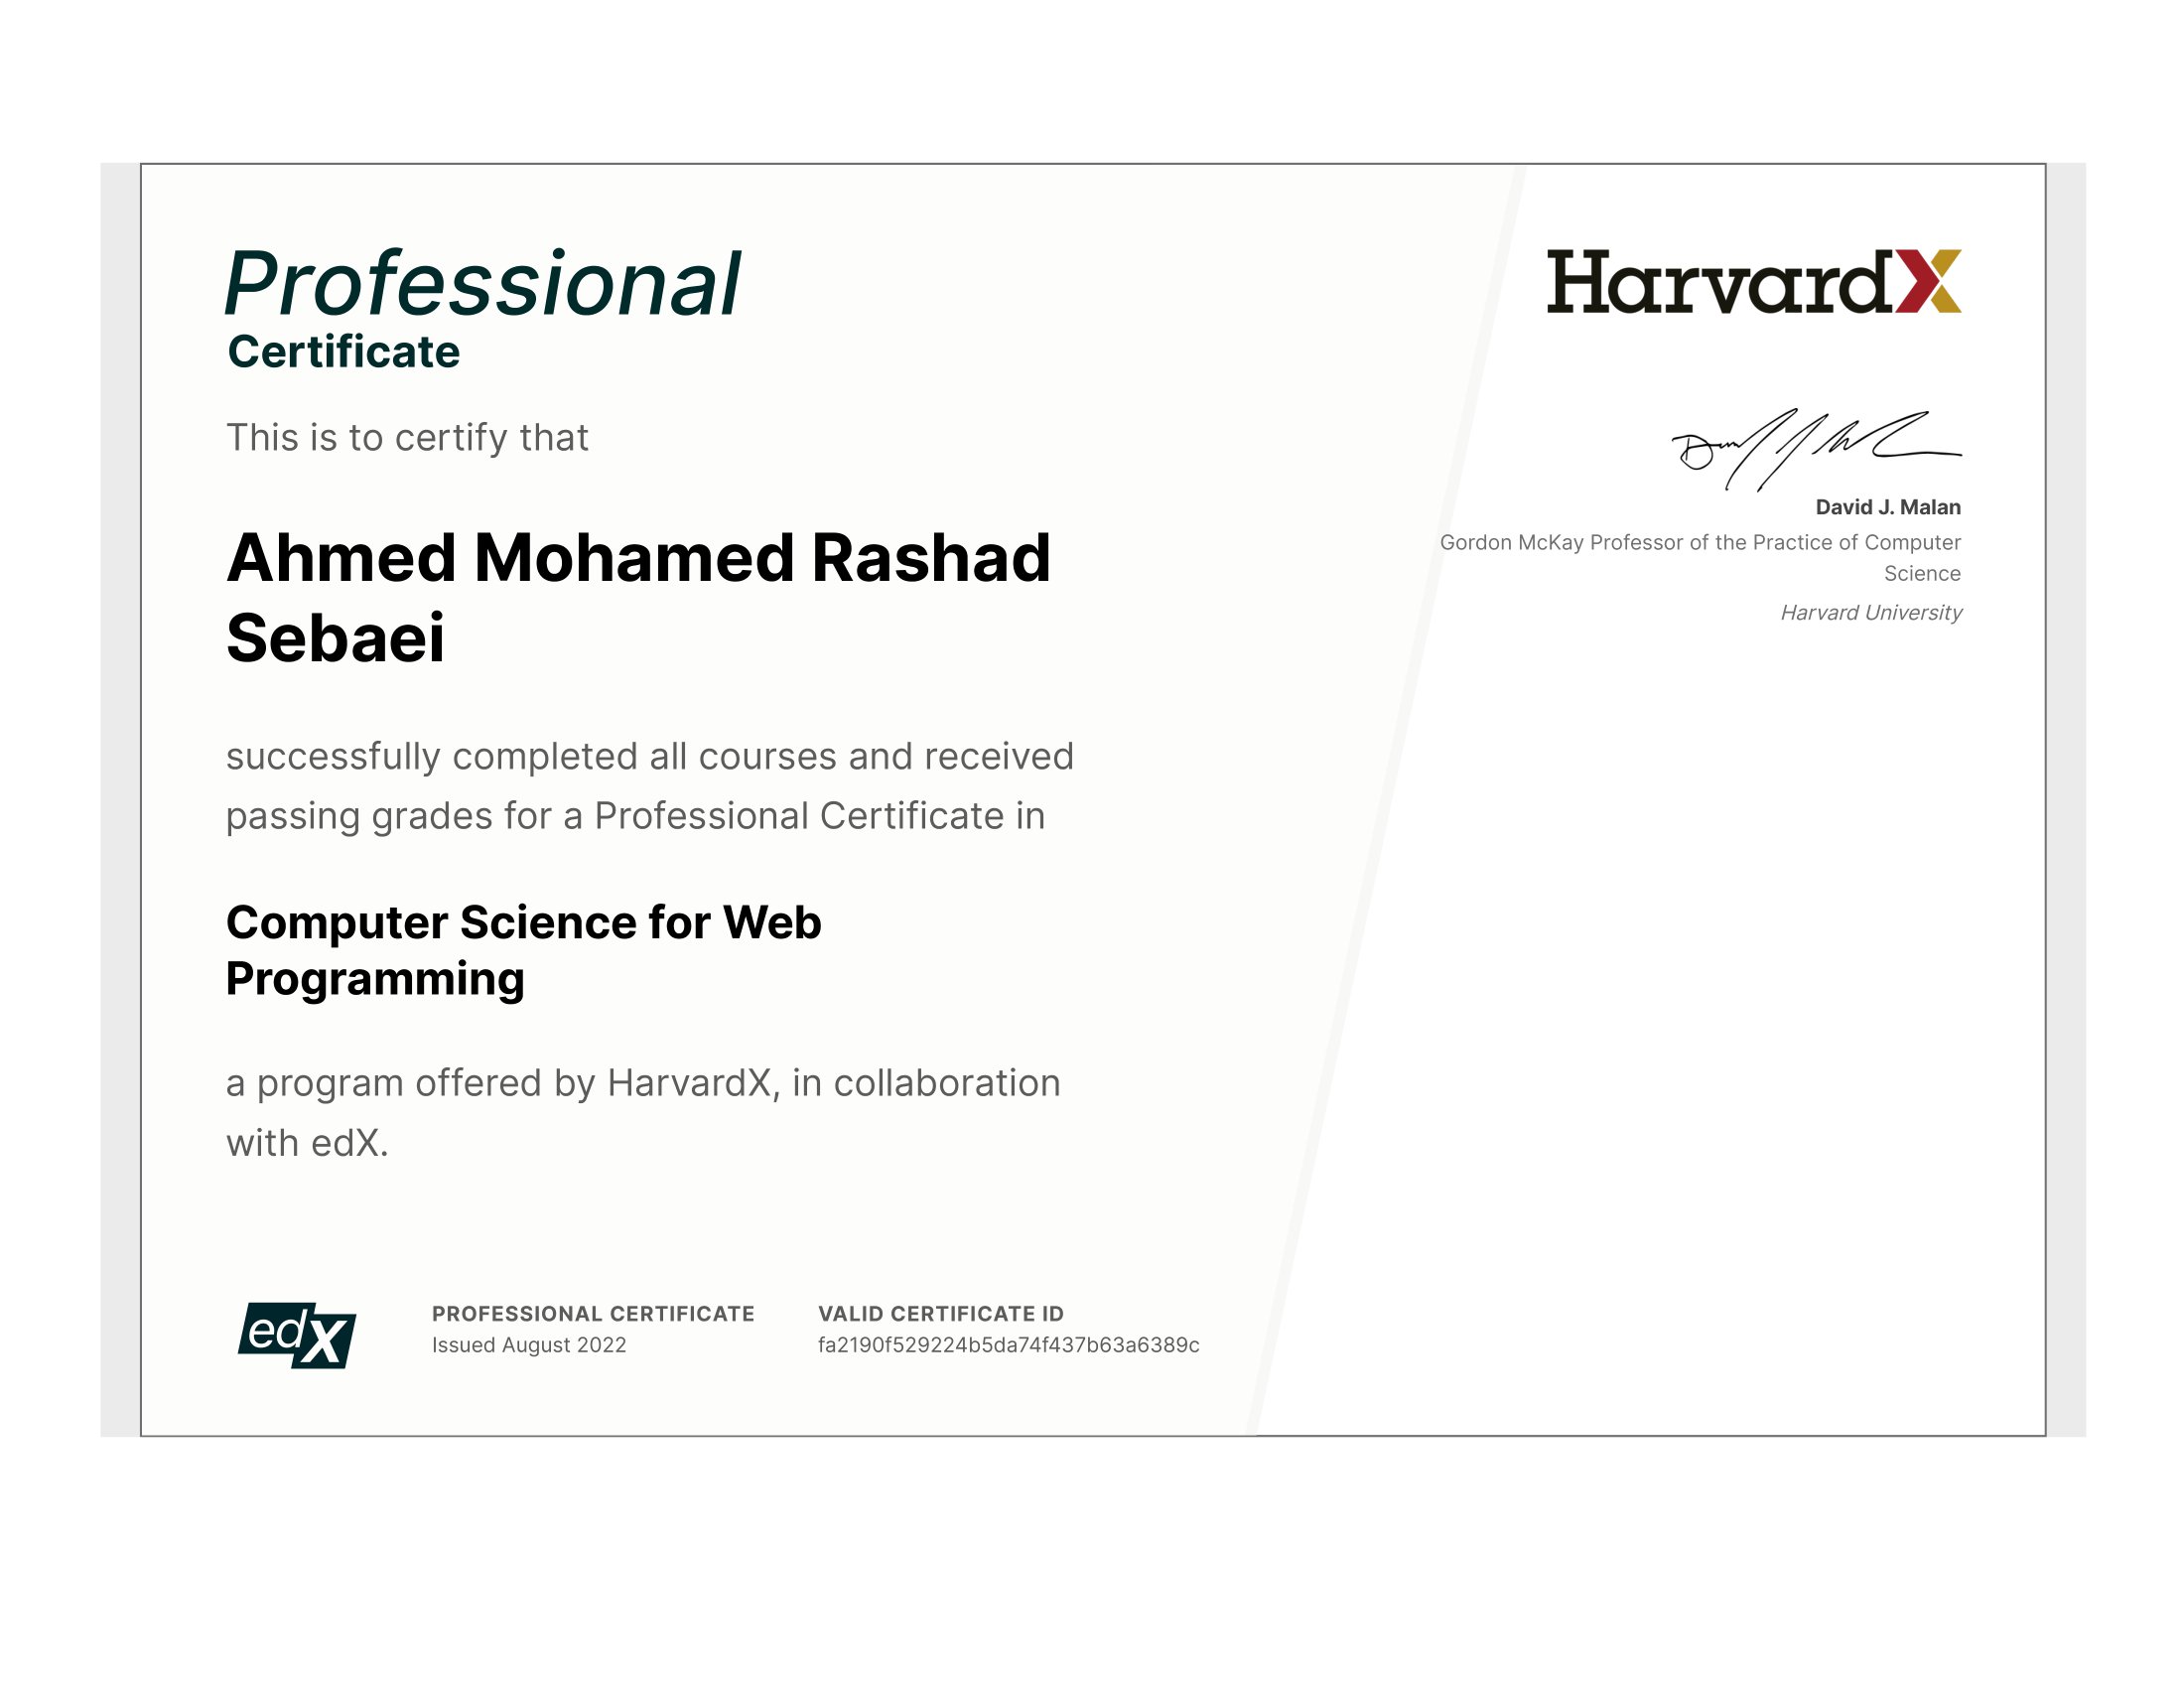 Professional
Certificate
This is to certify that
Ahmed Mohamed Rashad
Sebaei
successfully completed all courses and received
passing grades for a Professional Certificate in
Computer Science for Web
Programming
a program offered by HarvardX, in collaboration
with edX.
edX
PROFESSIONAL CERTIFICATE
Issued August 2022
VALID CERTIFICATE ID
fa2190f529224b5da74f437b63a6389c
HarvardX
David J. Malan
Gordon McKay Professor of the Practice of Computer
Science
Harvard University